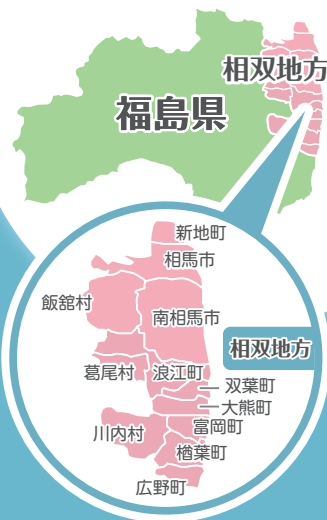 相双地方
福島県
新地町
相馬市
飯舘村
南相馬市
相双地方
葛尾村
浪江町
双葉町
大熊町
富岡町
川内村
楢葉町
広野町